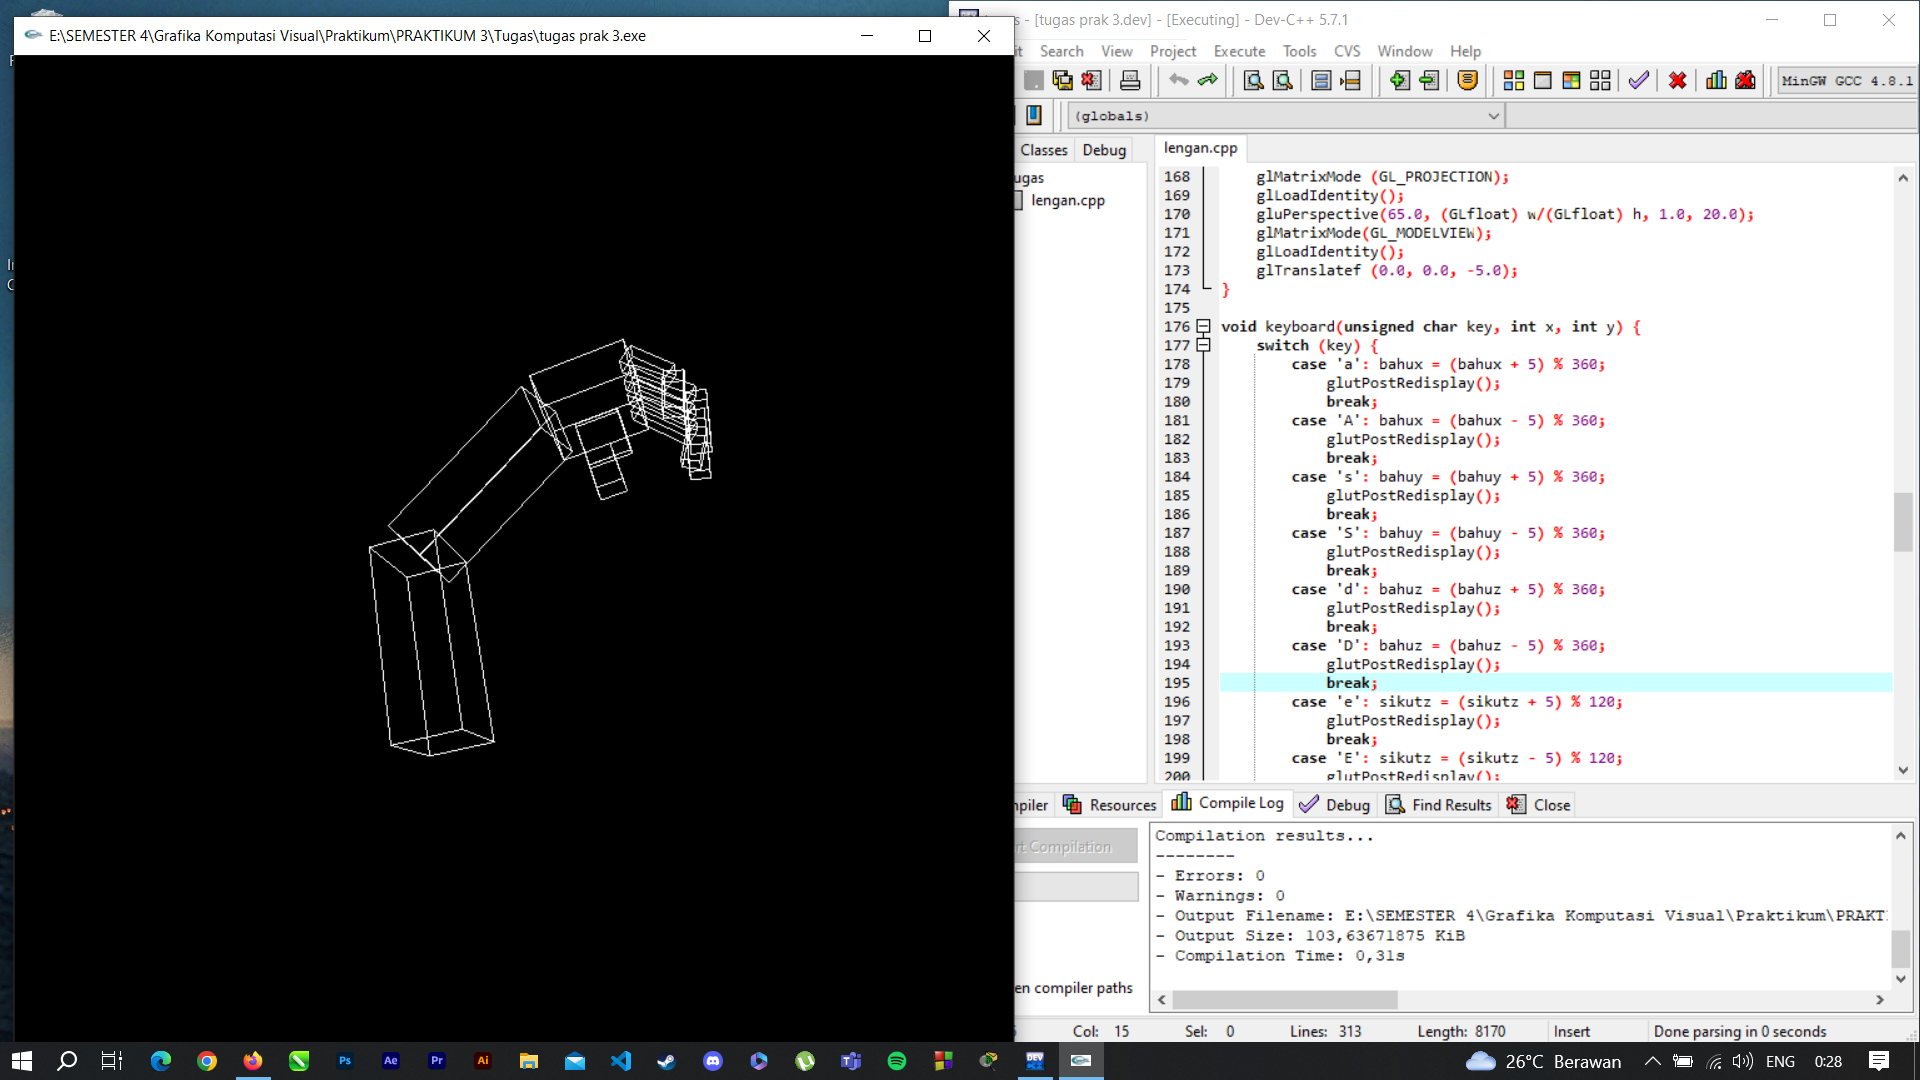 E:\SEMESTER 4\Grafika Komputasi Visual\Praktikum\PRAKTIKUM 3\Tugas\tugas prak 3.exe
- [tugas prak 3.dev] - [Executing] - Dev-C++ 5.7.1
Search View Project Execute Tools CVS Window Help
MinGW GCC 4.8.1
(globals)
Classes Debug
lengan.cpp
lengan.cpp
168 glMatrixMode (GL_PROJECTION);
169 glLoadIdentity();
170 gluPerspective(65.0, (GLfloat) w/(GLfloat) h, 1.0, 20.0);
171 glMatrixMode(GL_MODELVIEW);
172 glLoadIdentity();
173 glTranslatef (0.0, 0.0, -5.0);
174 }
175
176 void keyboard(unsigned char key, int x, int y) {
177 switch (key) {
178 case 'a': bahux = (bahux + 5) % 360;
179 glutPostRedisplay();
180 break;
181 case 'A': bahux = (bahux - 5) % 360;
182 glutPostRedisplay();
183 break;
184 case 's': bahuy = (bahuy + 5) % 360;
185 glutPostRedisplay();
186 break;
187 case 'S': bahuy = (bahuy - 5) % 360;
188 glutPostRedisplay();
189 break;
190 case 'd': bahuz = (bahuz + 5) % 360;
191 glutPostRedisplay();
192 break;
193 case 'D': bahuz = (bahuz - 5) % 360;
194 glutPostRedisplay();
195 break;
196 case 'e': sikutz = (sikutz + 5) % 120;
197 glutPostRedisplay();
198 break;
199 case 'E': sikutz = (sikutz - 5) % 120;
200 glutPostRedisplay();
Resources Compile Log Debug Find Results Close
Compilation
en compiler paths
Compilation results...
--------
- Errors: 0
- Warnings: 0
- Output Filename: E:\SEMESTER 4\Grafika Komputasi Visual\Praktikum\PRAKT
- Output Size: 103,63671875 KiB
- Compilation Time: 0,31s
Col: 15 Sel: 0 Lines: 313 Length: 8170 Insert Done parsing in 0 seconds
Ps Ae Pr Ai DEV 26°C Berawan ENG 0:28